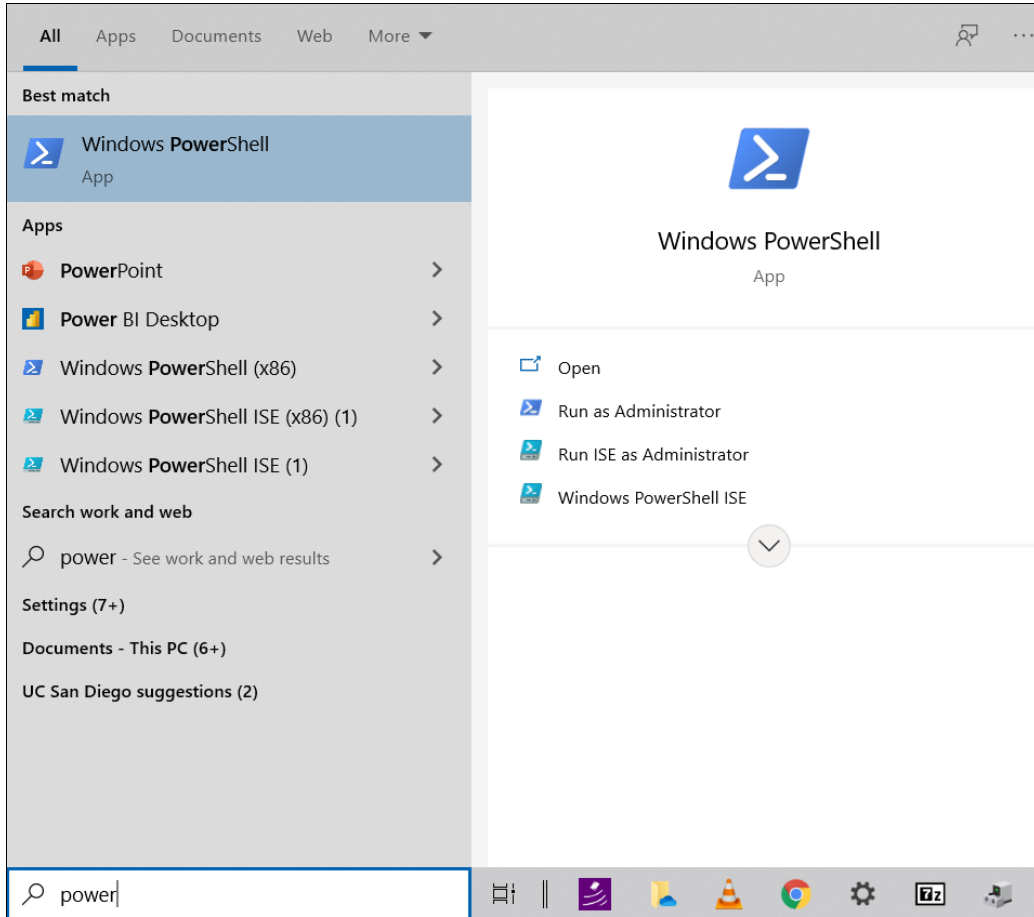 All Apps Documents Web More
Best match
Windows PowerShell
App
Apps
PowerPoint
Power BI Desktop
Windows PowerShell (x86)
Windows PowerShell ISE (x86) (1)
Windows PowerShell ISE (1)
Search work and web
power - See work and web results
Settings (7+)
Documents - This PC (6+)
UC San Diego suggestions (2)
Windows PowerShell
App
Open
Run as Administrator
Run ISE as Administrator
Windows PowerShell ISE
power
7z